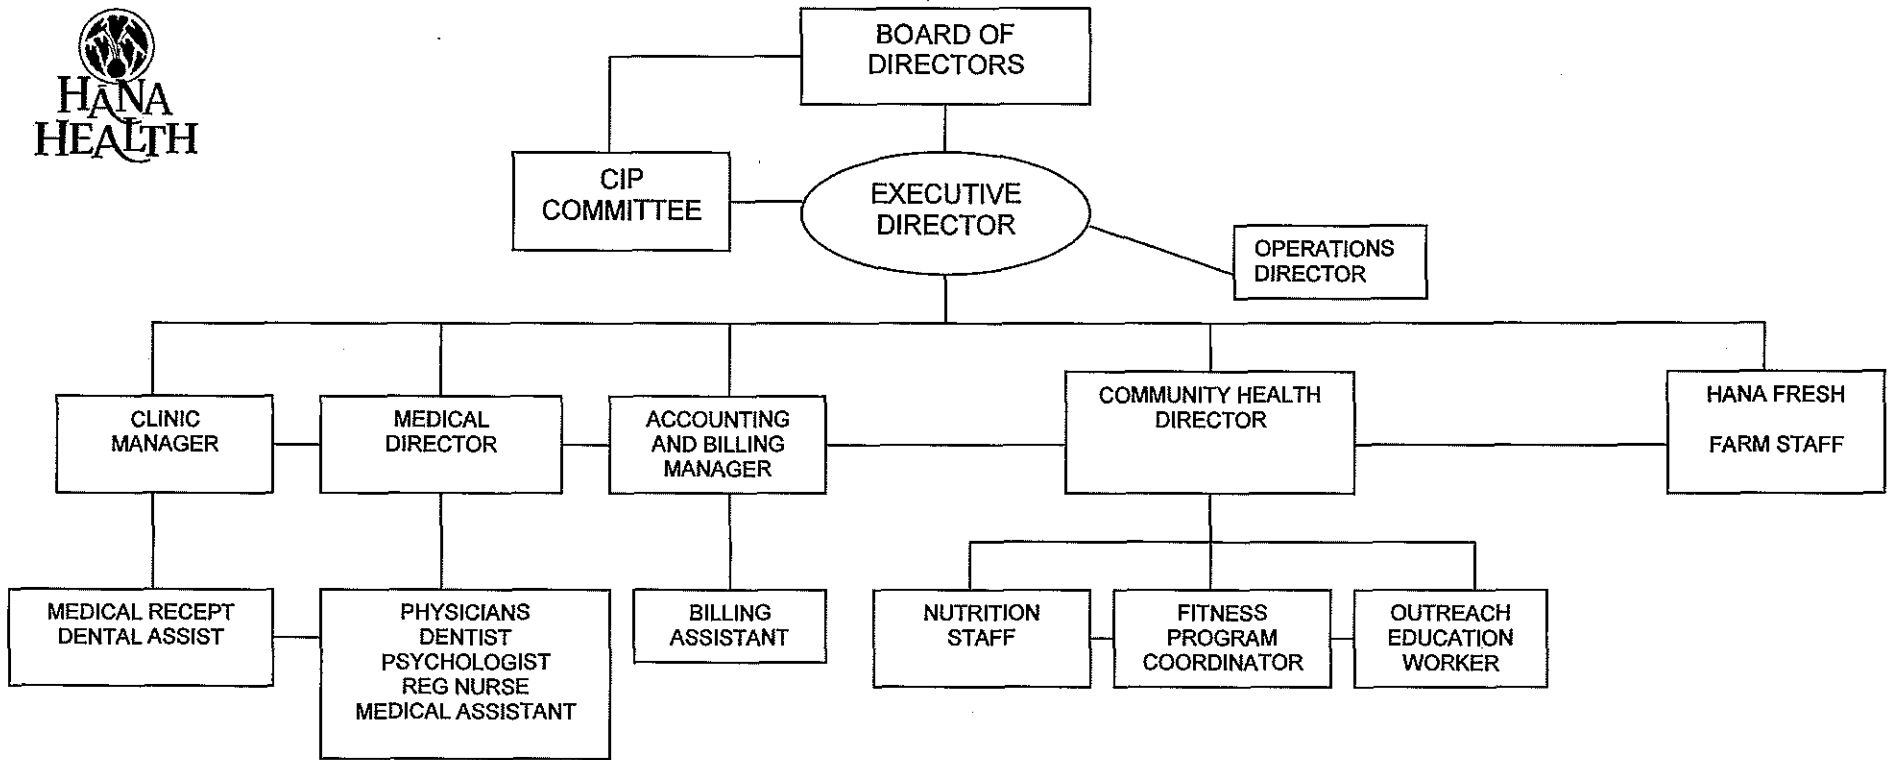 HĀNA
HEALTH
BOARD OF
DIRECTORS
CIP
COMMITTEE
EXECUTIVE
DIRECTOR
OPERATIONS
DIRECTOR
CLINIC
MANAGER
MEDICAL
DIRECTOR
ACCOUNTING
AND BILLING
MANAGER
COMMUNITY HEALTH
DIRECTOR
HANA FRESH
FARM STAFF
MEDICAL RECEPT
DENTAL ASSIST
PHYSICIANS
DENTIST
PSYCHOLOGIST
REG NURSE
MEDICAL ASSISTANT
BILLING
ASSISTANT
NUTRITION
STAFF
FITNESS
PROGRAM
COORDINATOR
OUTREACH
EDUCATION
WORKER